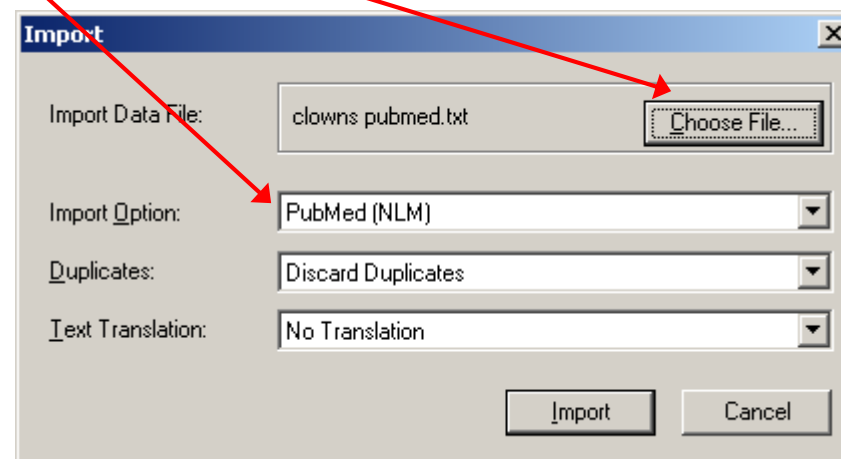 Import
Import Data File: clowns pubmed.txt Choose File...
Import Option: PubMed (NLM)
Duplicates: Discard Duplicates
Text Translation: No Translation
Import Cancel